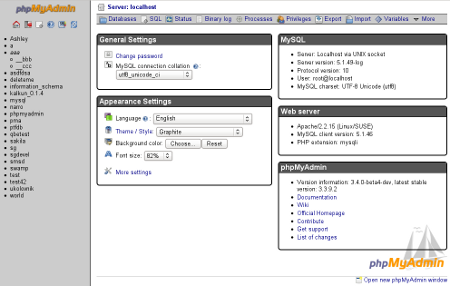 phpMyAdmin
Ashley
a
aaa
__bbb
__ccc
asdfdsa
deleteme
information_schema
kalkun_0.1.4
mysql
narro
phpmyadmin
pma
ptfdb
qbetest
sakila
sg
sgdevel
smsd
swamp
test
test42
ukolovnik
world
Server: localhost
Databases SQL Status Binary log Processes Privileges Export Import Variables More
General Settings
Change password
MySQL connection collation :
utf8_unicode_ci
Appearance Settings
Language : English
Theme / Style: Graphite
Background color: Choose... Reset
Font size: 82%
More settings
MySQL
Server: Localhost via UNIX socket
Server version: 5.1.49-log
Protocol version: 10
User: root@localhost
MySQL charset: UTF-8 Unicode (utf8)
Web server
Apache/2.2.15 (Linux/SUSE)
MySQL client version: 5.1.46
PHP extension: mysqli
phpMyAdmin
Version information: 3.4.0-beta4-dev, latest stable
version: 3.3.9.2
Documentation
Wiki
Official Homepage
Contribute
Get support
List of changes
phpMyAdmin
Open new phpMyAdmin window